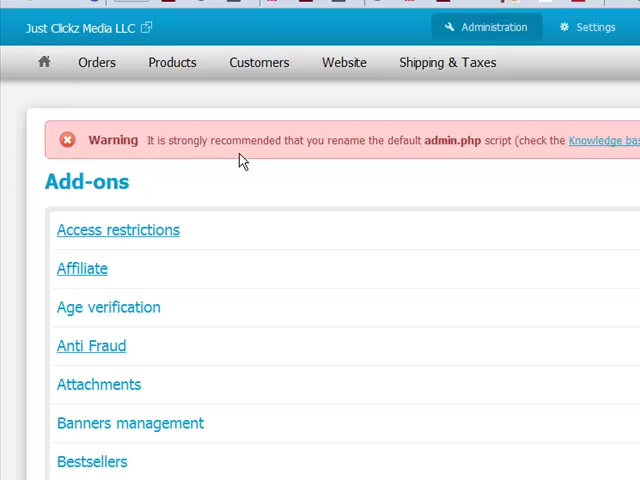 Just Clickz Media LLC
Administration
Settings
Orders
Products
Customers
Website
Shipping & Taxes
Warning It is strongly recommended that you rename the default admin.php script (check the Knowledge bas
Add-ons
Access restrictions
Affiliate
Age verification
Anti Fraud
Attachments
Banners management
Bestsellers